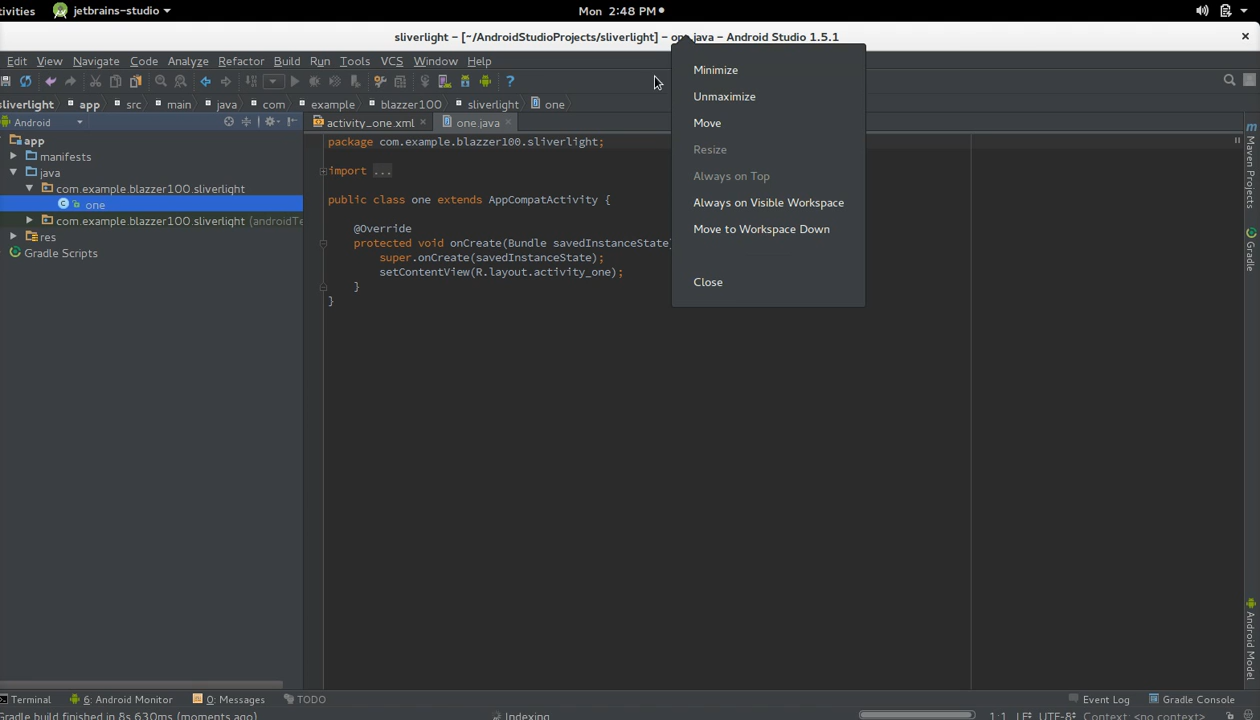 tivities jetbrains-studio Mon 2:48 PM
sliverlight – [~/AndroidStudioProjects/sliverlight] – one.java – Android Studio 1.5.1
Edit View Navigate Code Analyze Refactor Build Run Tools VCS Window Help
sliverlight app src main java com example blazzer100 sliverlight one
Android
activity_one.xml one.java
app
manifests
java
com.example.blazzer100.sliverlight
one
com.example.blazzer100.sliverlight (androidTe
res
Gradle Scripts
package com.example.blazzer100.sliverlight;
import ...
public class one extends AppCompatActivity {
@Override
protected void onCreate(Bundle savedInstanceState)
super.onCreate(savedInstanceState);
setContentView(R.layout.activity_one);
}
}
Minimize
Unmaximize
Move
Resize
Always on Top
Always on Visible Workspace
Move to Workspace Down
Close
Maven Projects
Gradle
Android Model
Terminal 6: Android Monitor 0: Messages TODO Event Log Gradle Console
Gradle build finished in 8s 630ms (moments ago) Indexing 1:1 LF UTF-8 Context: <no context>